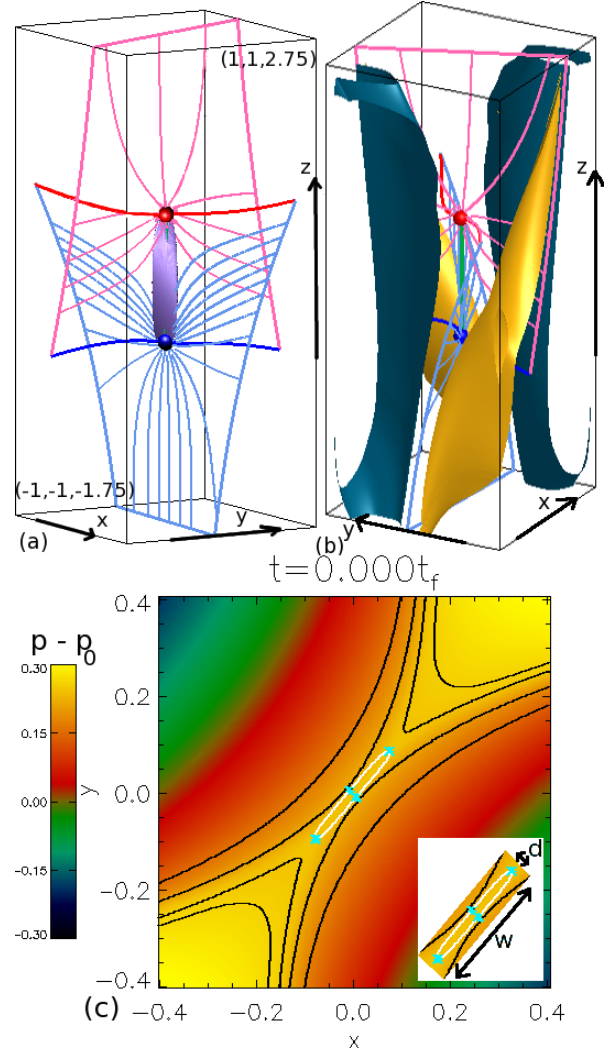 (1,1,2.75)
z
z
(-1,-1,-1.75)
x
y
x
y
(a)
(b)
t=0.000t_f
p - p_0
0.30
0.15
0.00
-0.15
-0.30
y
0.4
0.2
0.0
-0.2
-0.4
d
w
(c)
-0.4 -0.2 0.0 0.2 0.4
x